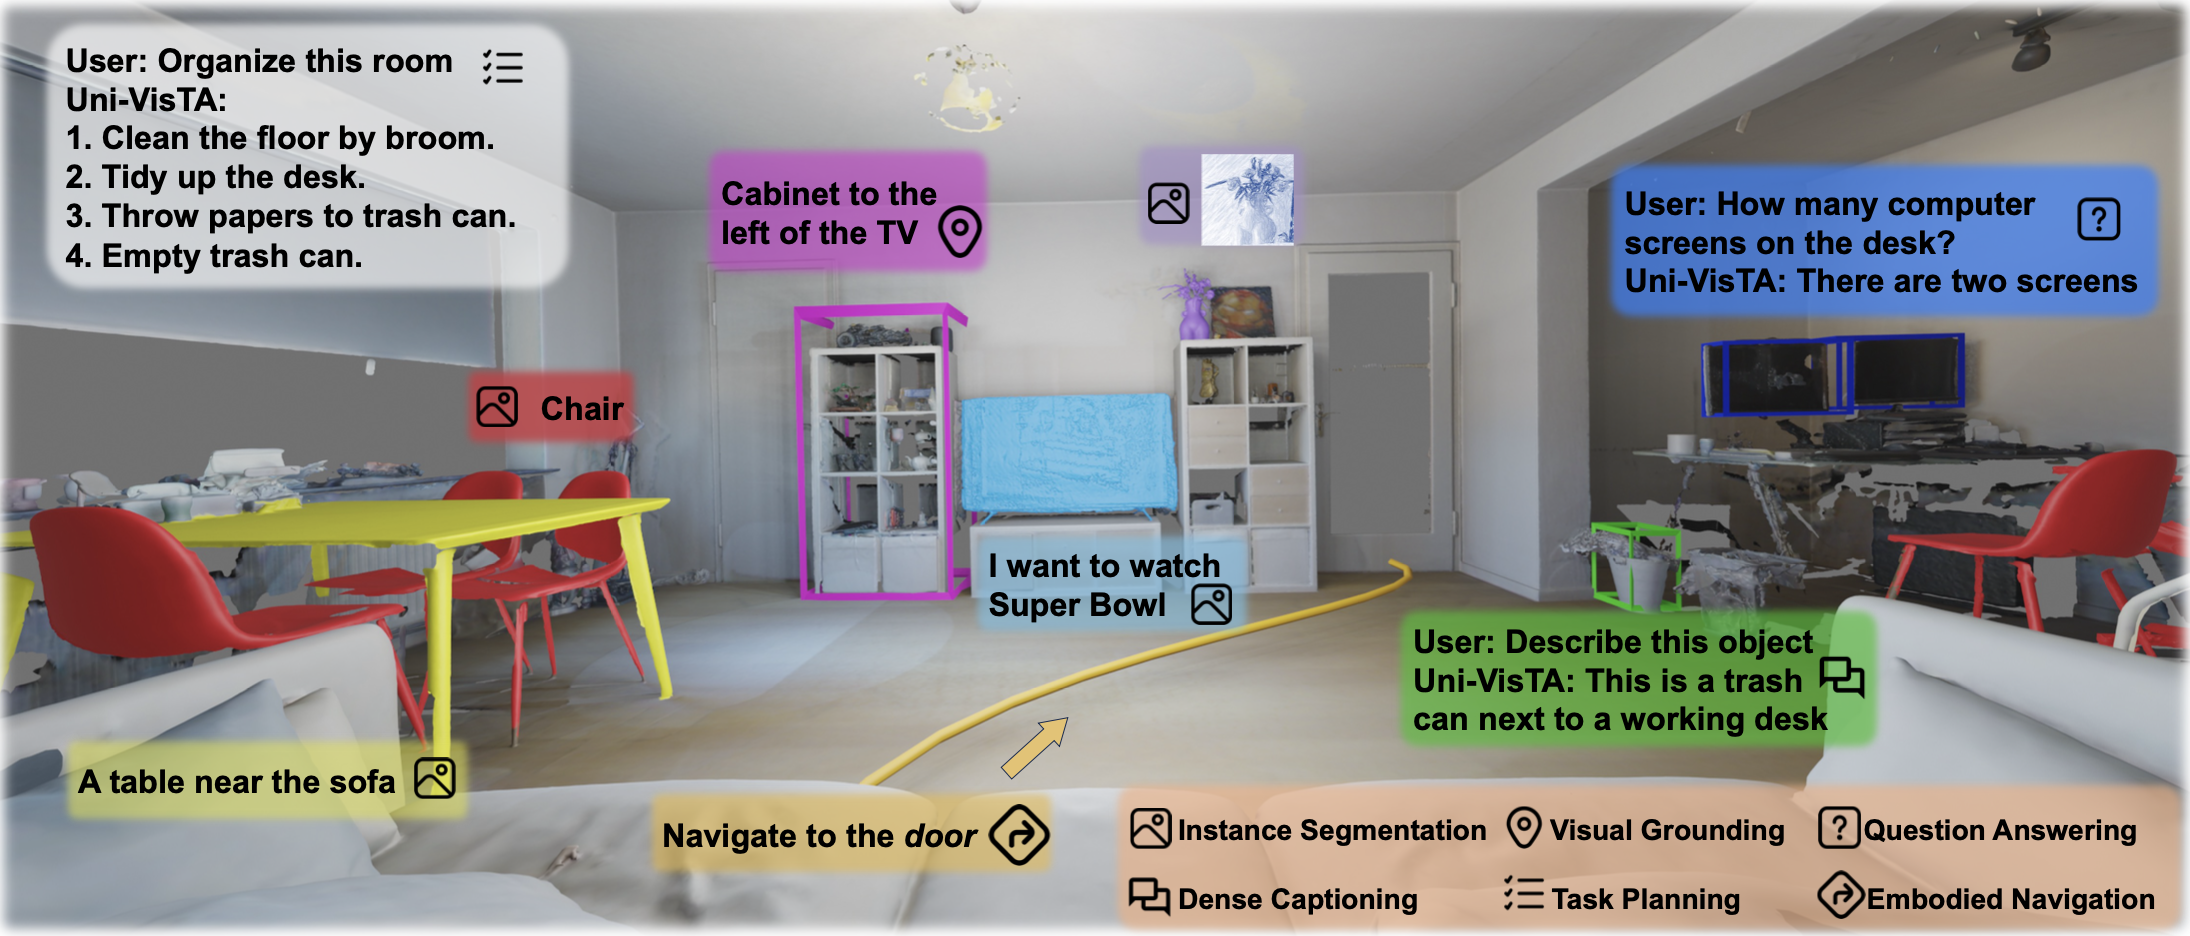 User: Organize this room
Uni-VisTA:
1. Clean the floor by broom.
2. Tidy up the desk.
3. Throw papers to trash can.
4. Empty trash can.
Cabinet to the
left of the TV
User: How many computer
screens on the desk?
Uni-VisTA: There are two screens
Chair
I want to watch
Super Bowl
User: Describe this object
Uni-VisTA: This is a trash
can next to a working desk
A table near the sofa
Navigate to the door
Instance Segmentation
Visual Grounding
Question Answering
Dense Captioning
Task Planning
Embodied Navigation